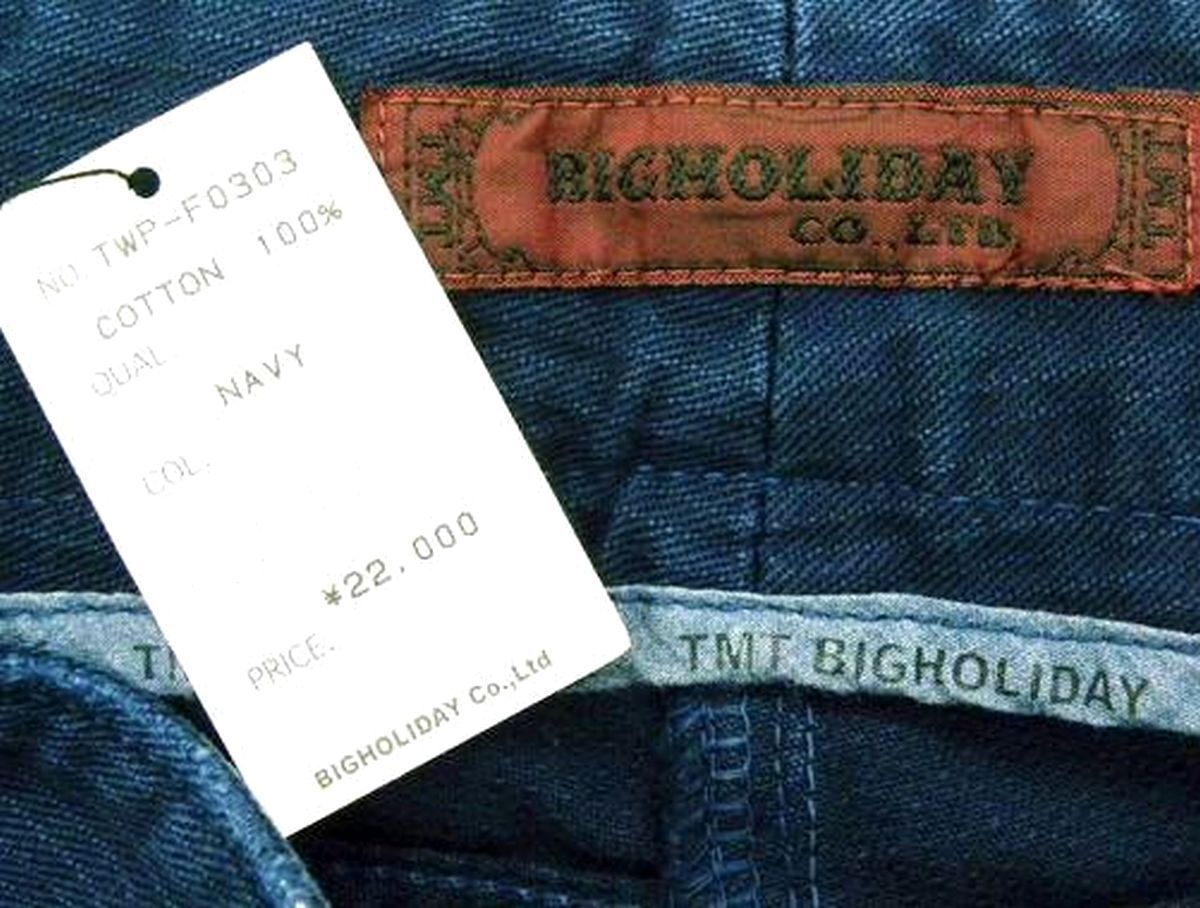 NO. TWP-F0303
COTTON 100%
QUAL.
NAVY
COL.
¥22,000
PRICE.
BIGHOLIDAY Co.,Ltd
TMT
BIGHOLIDAY
CO.,LTD.
TMT
TMT BIGHOLIDAY